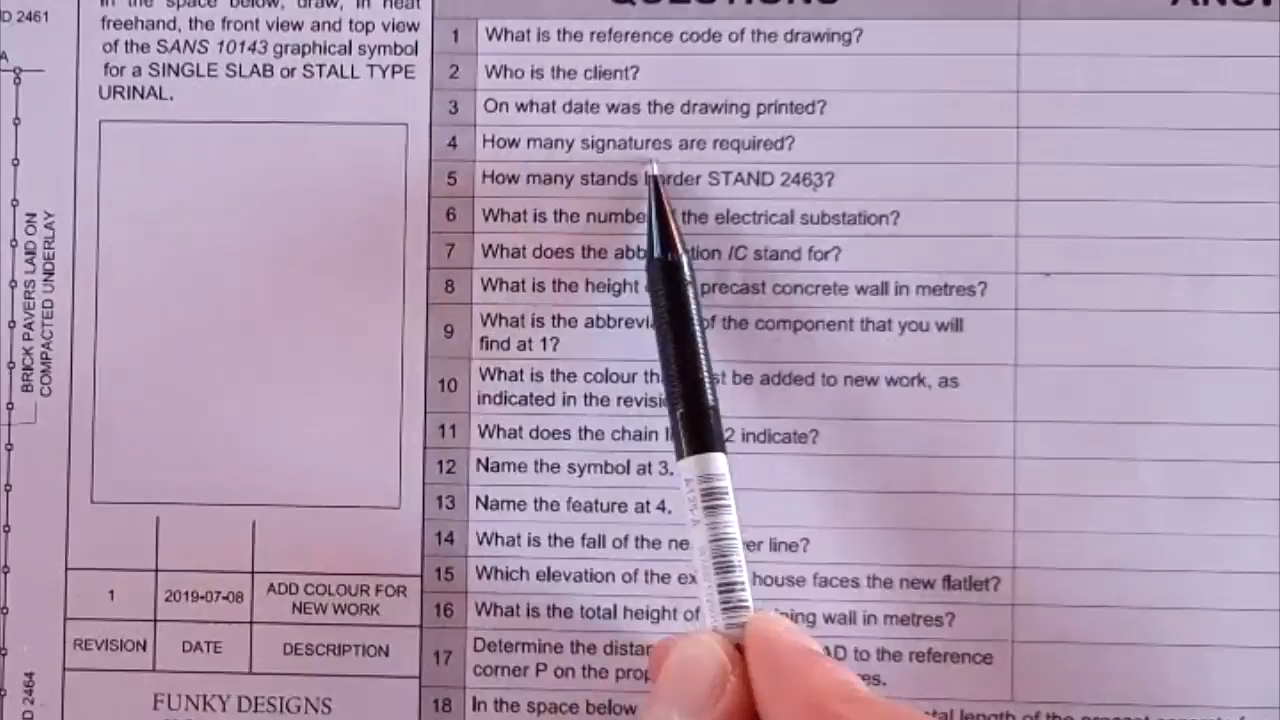 D 2461
A
BRICK PAVERS LAID ON
COMPACTED UNDERLAY
D 2464
In the space below, draw, in neat
freehand, the front view and top view
of the SANS 10143 graphical symbol
for a SINGLE SLAB or STALL TYPE
URINAL.
1 2019-07-08 ADD COLOUR FOR
NEW WORK
REVISION DATE DESCRIPTION
FUNKY DESIGNS
QUESTIONS
1 What is the reference code of the drawing?
2 Who is the client?
3 On what date was the drawing printed?
4 How many signatures are required?
5 How many stands border STAND 2463?
6 What is the number the electrical substation?
7 What does the stand for? IC
8 What is the height precast concrete wall in metres?
9 What is the of the component that you will
find at 1?
10 What is the colour be added to new work, as
indicated in the
11 What does the chain 2 indicate?
12 Name the symbol at 3.
13 Name the feature at 4.
14 What is the fall of the line?
15 Which elevation of the house faces the new flatlet?
16 What is the total height of wall in metres?
17 Determine the to the reference
corner P on the
18 In the space below length of the precast